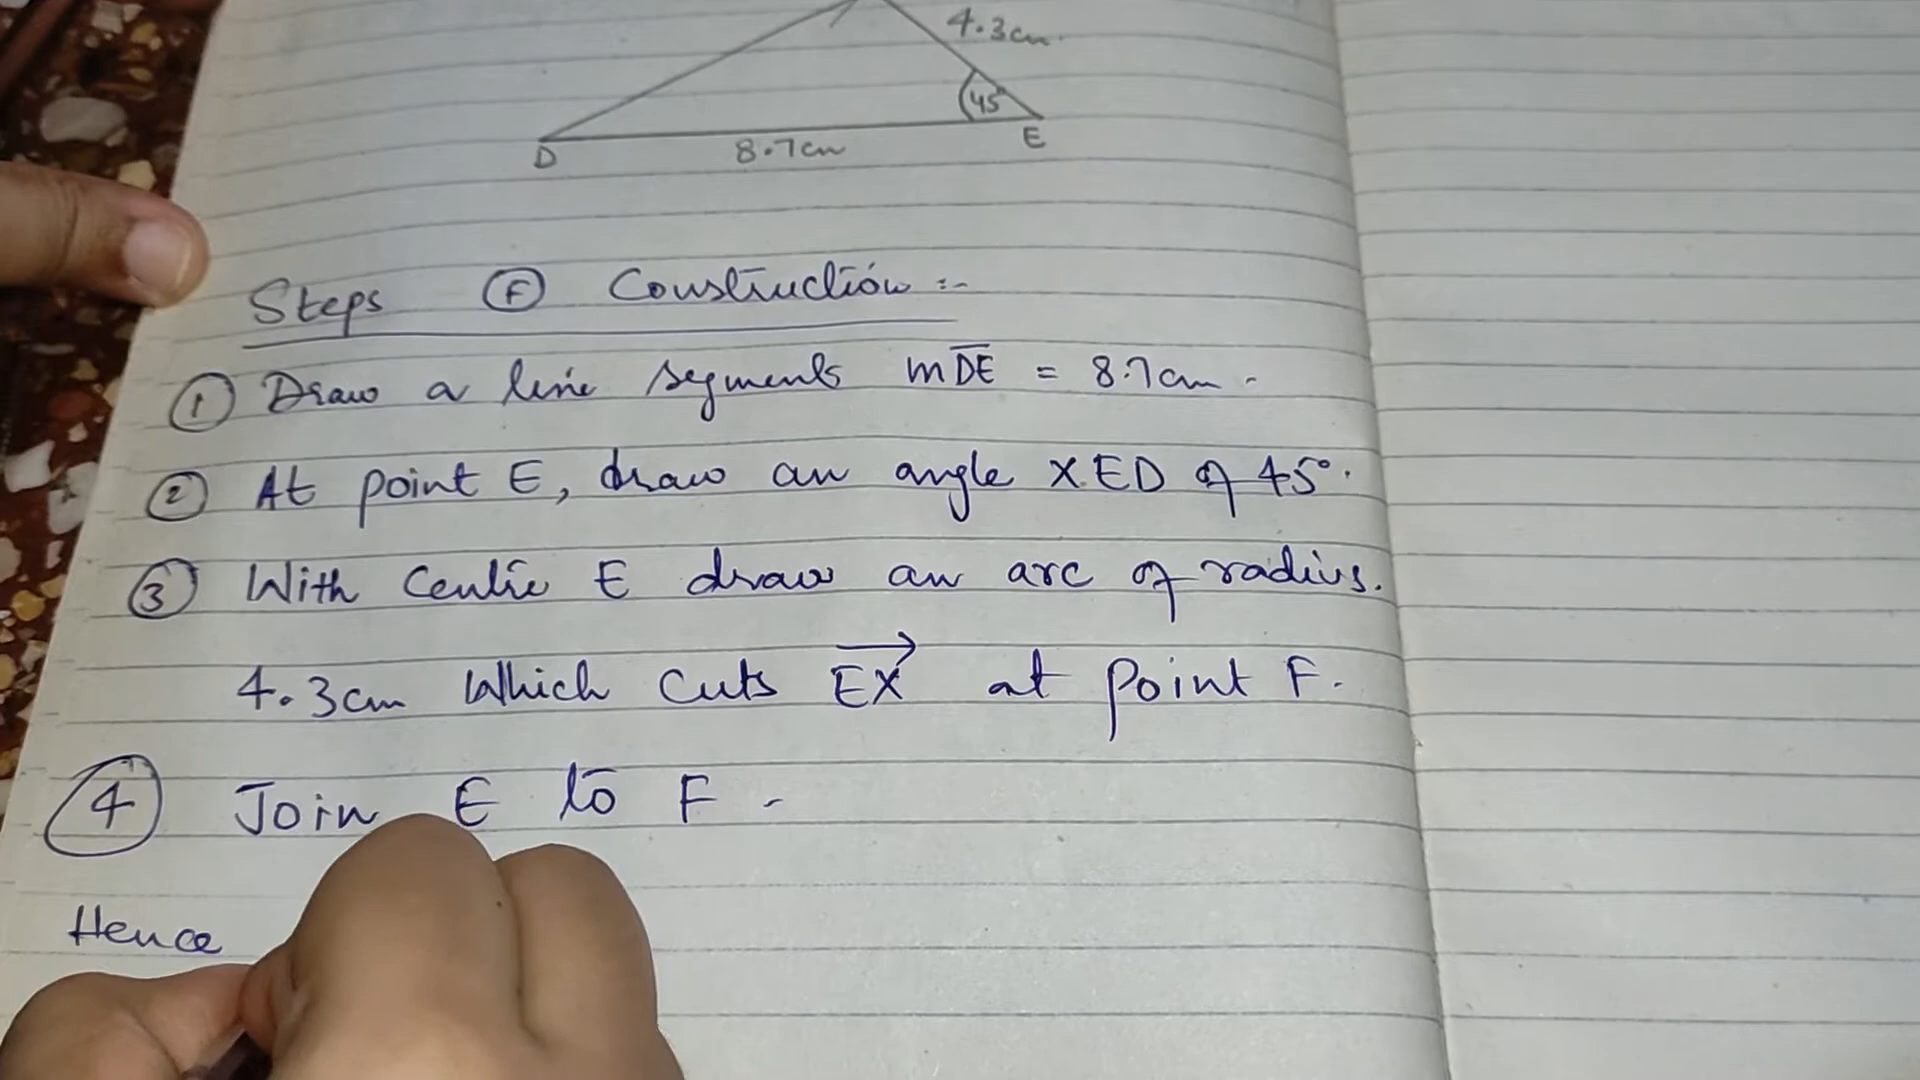 4.3cm
45°
D
8.7cm
E
Steps of Construction :-
① Draw a line segments mDE = 8.7cm.
② At point E, draw an angle XED of 45°.
③ With Centre E draw an arc of radius.
4.3cm which cuts EX at point F.
④ Join E to F.
Hence